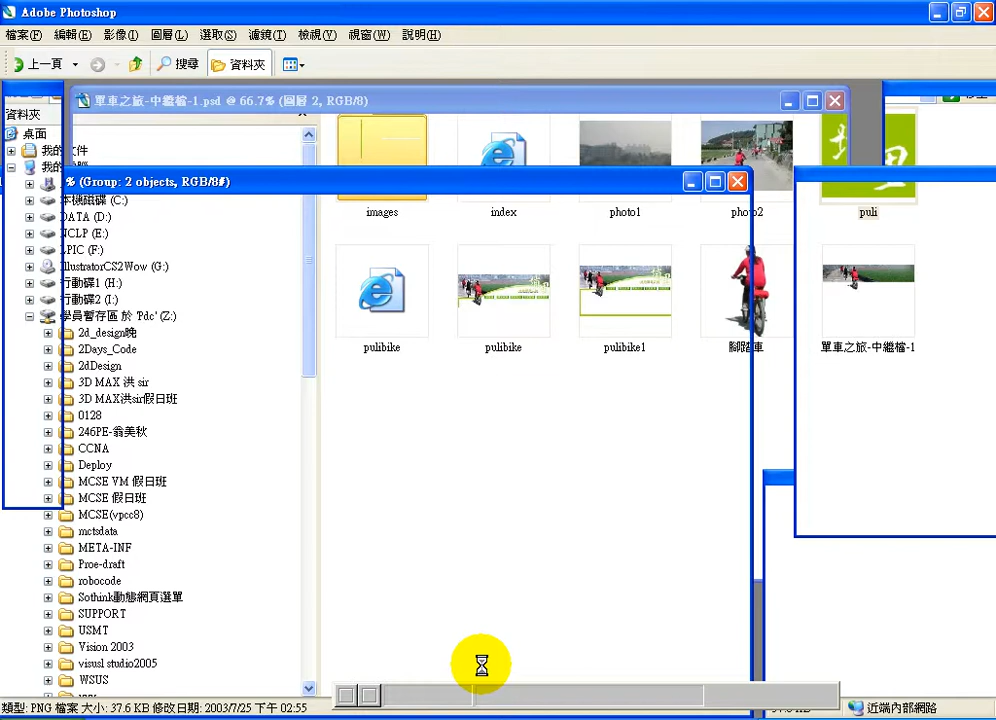 Adobe Photoshop
檔案(F) 編輯(E) 影像(I) 圖層(L) 選取(S) 濾鏡(T) 檢視(V) 視窗(W) 說明(H)
上一頁 搜尋 資料夾
單車之旅-中繼檔-1.psd @ 66.7% (圖層 2, RGB/8)
資料夾
桌面
% (Group: 2 objects, RGB/8#)
本機磁碟 (C:)
DATA (D:)
NCLP (E:)
LPIC (F:)
IllustratorCS2Wow (G:)
行動碟1 (H:)
行動碟2 (I:)
學員暫存區 於 'Pdc' (Z:)
2d_design晚
2Days_Code
2dDesign
3D MAX 洪 sir
3D MAX洪sir假日班
0128
246PE-翁美秋
CCNA
Deploy
MCSE VM 假日班
MCSE 假日班
MCSE(vpcc8)
mctsdata
META-INF
Proe-draft
robocode
Sothink動態網頁選單
SUPPORT
USMT
Vision 2003
visusl studio2005
WSUS
images
index
photo1
photo2
puli
pulibike
pulibike
pulibike1
腳踏車
單車之旅-中繼檔-1
類型: PNG 檔案 大小: 37.6 KB 修改日期: 2003/7/25 下午 02:55
近端內部網路